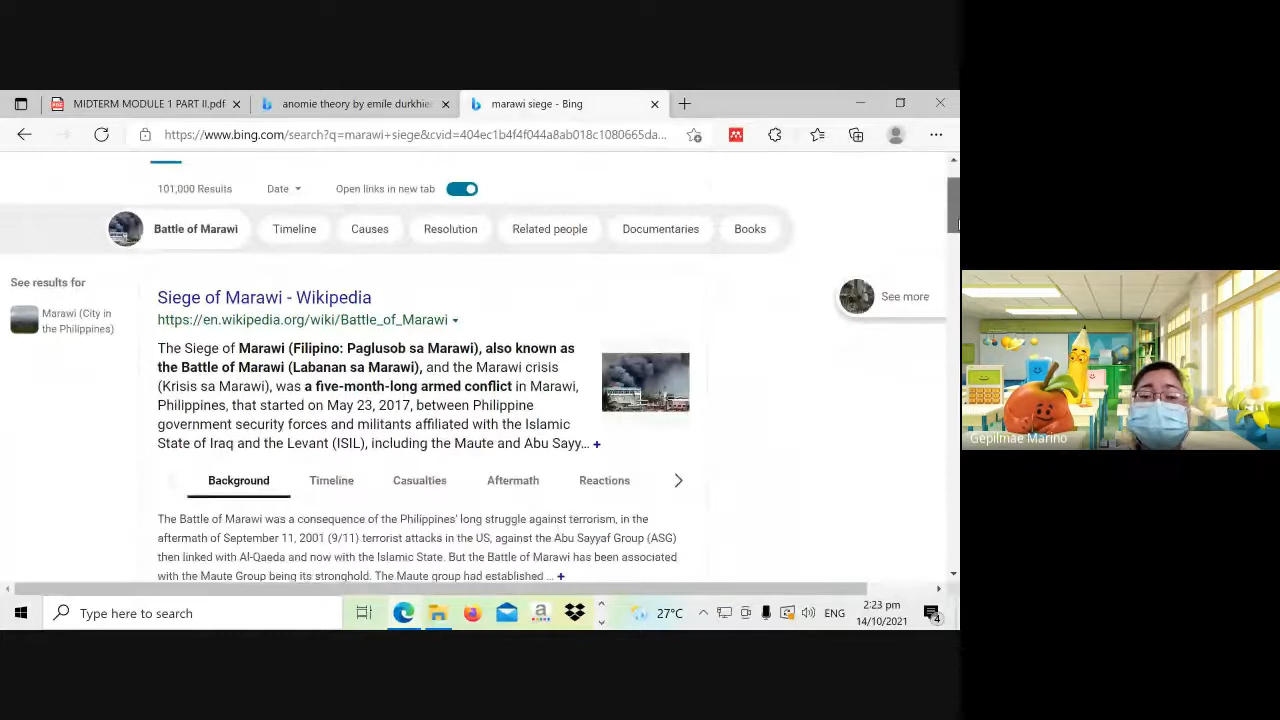 MIDTERM MODULE 1 PART II.pdf
anomie theory by emile durkhie
marawi siege - Bing
https://www.bing.com/search?q=marawi+siege&cvid=404ec1b4f4f044a8ab018c1080665da...
101,000 Results
Date
Open links in new tab
Battle of Marawi
Timeline
Causes
Resolution
Related people
Documentaries
Books
See results for
Marawi (City in
the Philippines)
See more
Siege of Marawi - Wikipedia
https://en.wikipedia.org/wiki/Battle_of_Marawi
The Siege of Marawi (Filipino: Paglusob sa Marawi), also known as
the Battle of Marawi (Labanan sa Marawi), and the Marawi crisis
(Krisis sa Marawi), was a five-month-long armed conflict in Marawi,
Philippines, that started on May 23, 2017, between Philippine
government security forces and militants affiliated with the Islamic
State of Iraq and the Levant (ISIL), including the Maute and Abu Sayy... +
Background
Timeline
Casualties
Aftermath
Reactions
The Battle of Marawi was a consequence of the Philippines' long struggle against terrorism, in the
aftermath of September 11, 2001 (9/11) terrorist attacks in the US, against the Abu Sayyaf Group (ASG)
then linked with Al-Qaeda and now with the Islamic State. But the Battle of Marawi has been associated
with the Maute Group being its stronghold. The Maute group had established ... +
Gepilmae Marino
Type here to search
27°C
ENG
2:23 pm
14/10/2021
4